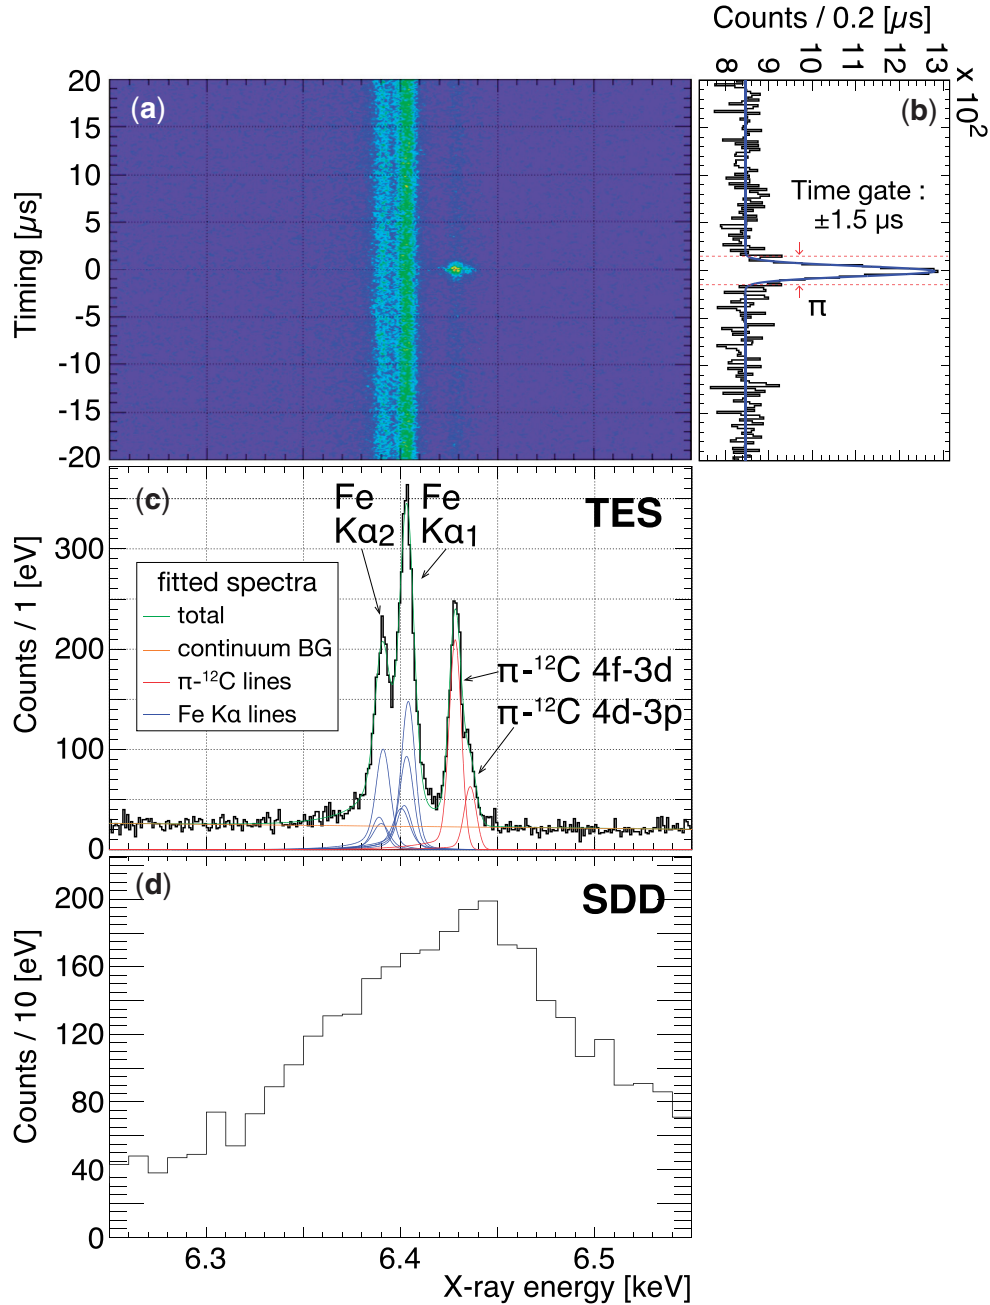 Counts / 0.2 [µs]
8 9 10 11 12 13
x 10²
(a)
(b)
Timing [µs]
20
15
10
5
0
-5
-10
-15
-20
Time gate :
±1.5 µs
π
(c)
TES
Fe
Kα2
Fe
Kα1
Counts / 1 [eV]
300
200
100
0
fitted spectra
total
continuum BG
π-¹²C lines
Fe Kα lines
π-¹²C 4f-3d
π-¹²C 4d-3p
(d)
SDD
Counts / 10 [eV]
200
160
120
80
40
0
6.3 6.4 6.5
X-ray energy [keV]